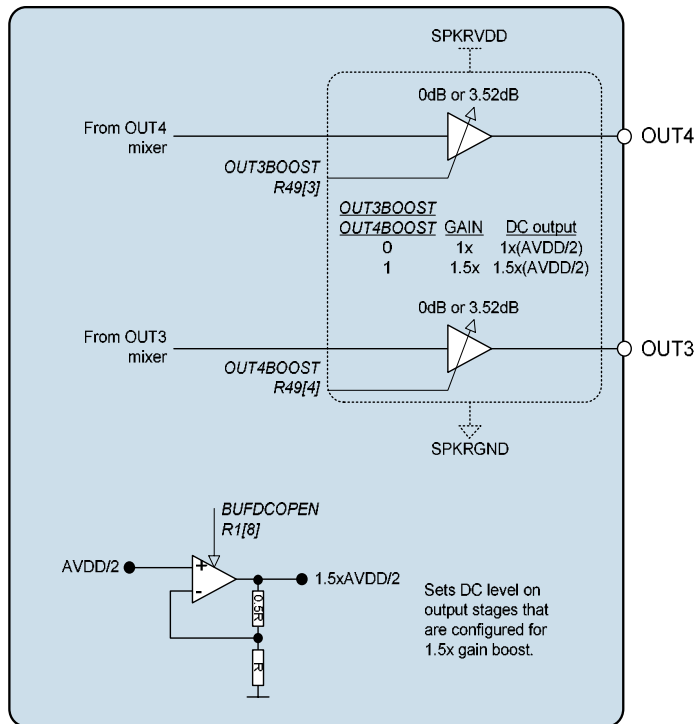 SPKRVDD
0dB or 3.52dB
From OUT4
mixer
OUT4
OUT3BOOST
R49[3]
OUT3BOOST
OUT4BOOST GAIN DC output
0 1x 1x(AVDD/2)
1 1.5x 1.5x(AVDD/2)
0dB or 3.52dB
From OUT3
mixer
OUT3
OUT4BOOST
R49[4]
SPKRGND
BUFDCOPEN
R1[8]
AVDD/2
+
-
1.5xAVDD/2
0.5R
R
Sets DC level on
output stages that
are configured for
1.5x gain boost.